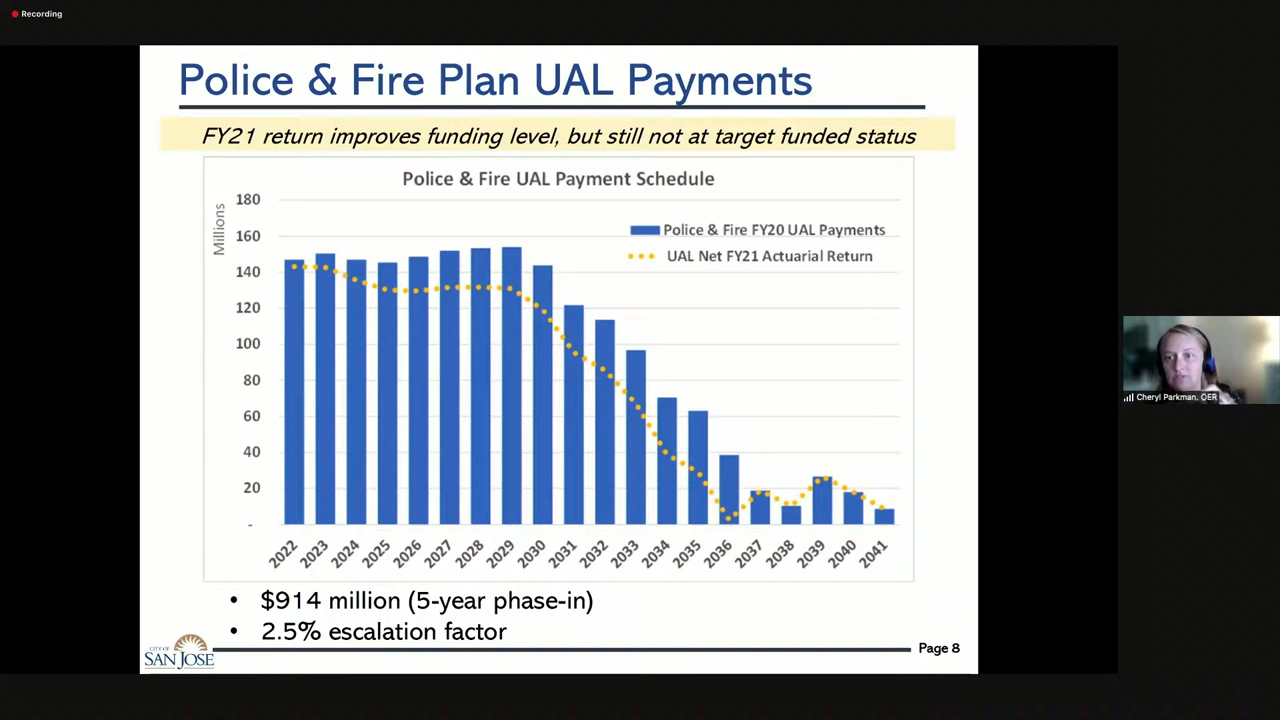 Recording
Police & Fire Plan UAL Payments
FY21 return improves funding level, but still not at target funded status
Police & Fire UAL Payment Schedule
Millions
180
160
140
120
100
80
60
40
20
-
Police & Fire FY20 UAL Payments
UAL Net FY21 Actuarial Return
2022
2023
2024
2025
2026
2027
2028
2029
2030
2031
2032
2033
2034
2035
2036
2037
2038
2039
2040
2041
• $914 million (5-year phase-in)
• 2.5% escalation factor
CITY OF
SAN JOSE
Page 8
Cheryl Parkman. OER